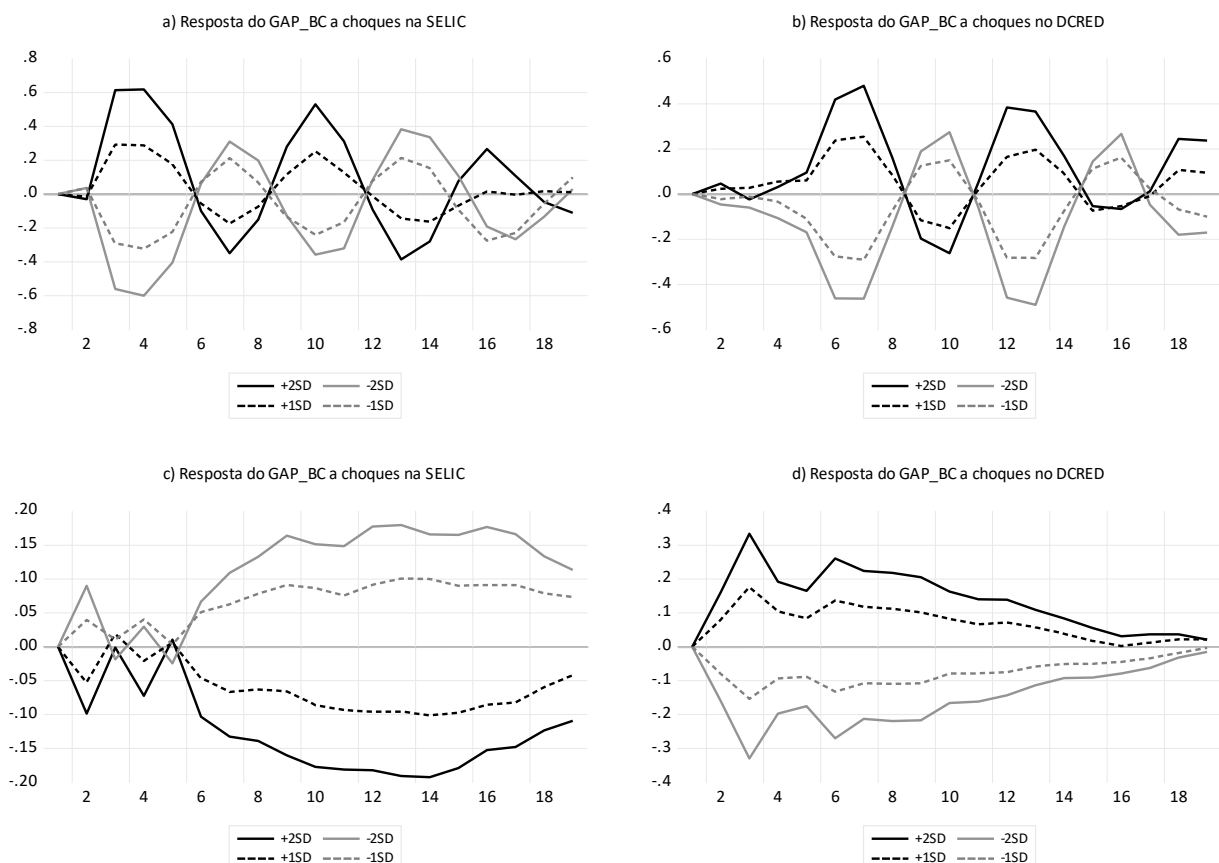 a) Resposta do GAP_BC a choques na SELIC
.8
.6
.4
.2
.0
-.2
-.4
-.6
-.8
2 4 6 8 10 12 14 16 18
+2SD -2SD
+1SD -1SD
b) Resposta do GAP_BC a choques no DCRED
.6
.4
.2
.0
-.2
-.4
-.6
2 4 6 8 10 12 14 16 18
+2SD -2SD
+1SD -1SD
c) Resposta do GAP_BC a choques na SELIC
.20
.15
.10
.05
.00
-.05
-.10
-.15
-.20
2 4 6 8 10 12 14 16 18
+2SD -2SD
+1SD -1SD
d) Resposta do GAP_BC a choques no DCRED
.4
.3
.2
.1
.0
-.1
-.2
-.3
-.4
2 4 6 8 10 12 14 16 18
+2SD -2SD
+1SD -1SD